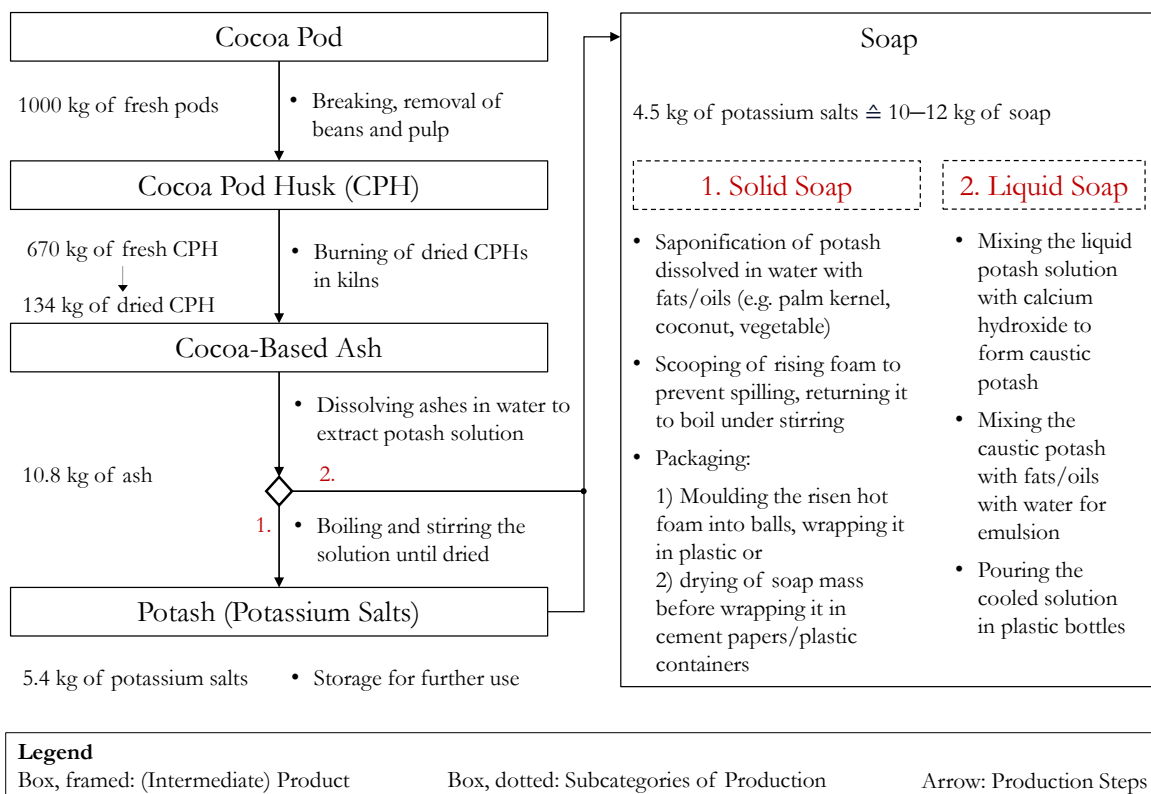 Cocoa Pod
1000 kg of fresh pods
• Breaking, removal of
beans and pulp
Cocoa Pod Husk (CPH)
670 kg of fresh CPH
134 kg of dried CPH
• Burning of dried CPHs
in kilns
Cocoa-Based Ash
• Dissolving ashes in water to
extract potash solution
10.8 kg of ash
2.
1.
• Boiling and stirring the
solution until dried
Potash (Potassium Salts)
5.4 kg of potassium salts
• Storage for further use
Soap
4.5 kg of potassium salts ≙ 10–12 kg of soap
1. Solid Soap
• Saponification of potash
dissolved in water with
fats/oils (e.g. palm kernel,
coconut, vegetable)
• Scooping of rising foam to
prevent spilling, returning it
to boil under stirring
• Packaging:
1) Moulding the risen hot
foam into balls, wrapping it
in plastic or
2) drying of soap mass
before wrapping it in
cement papers/plastic
containers
2. Liquid Soap
• Mixing the liquid
potash solution
with calcium
hydroxide to
form caustic
potash
• Mixing the
caustic potash
with fats/oils
with water for
emulsion
• Pouring the
cooled solution
in plastic bottles
Legend
Box, framed: (Intermediate) Product
Box, dotted: Subcategories of Production
Arrow: Production Steps